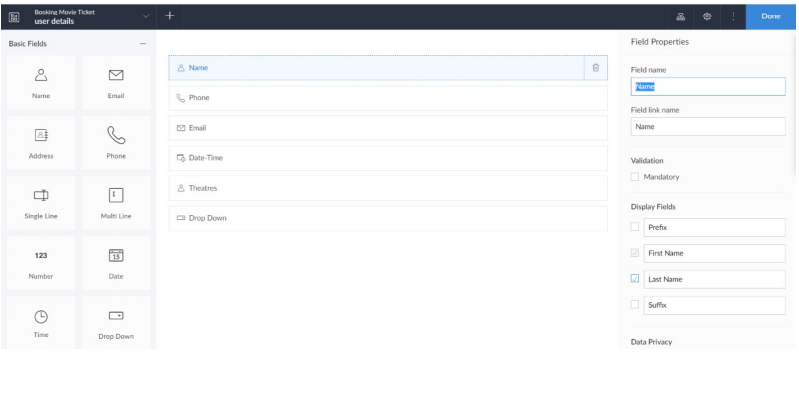 Booking Movie Ticket
user details
Done
Basic Fields
Name
Email
Address
Phone
Single Line
Multi Line
123
Number
15
Date
Time
Drop Down
Name
Phone
Email
Date-Time
Theatres
Drop Down
Field Properties
Field name
Name
Field link name
Name
Validation
Mandatory
Display Fields
Prefix
First Name
Last Name
Suffix
Data Privacy